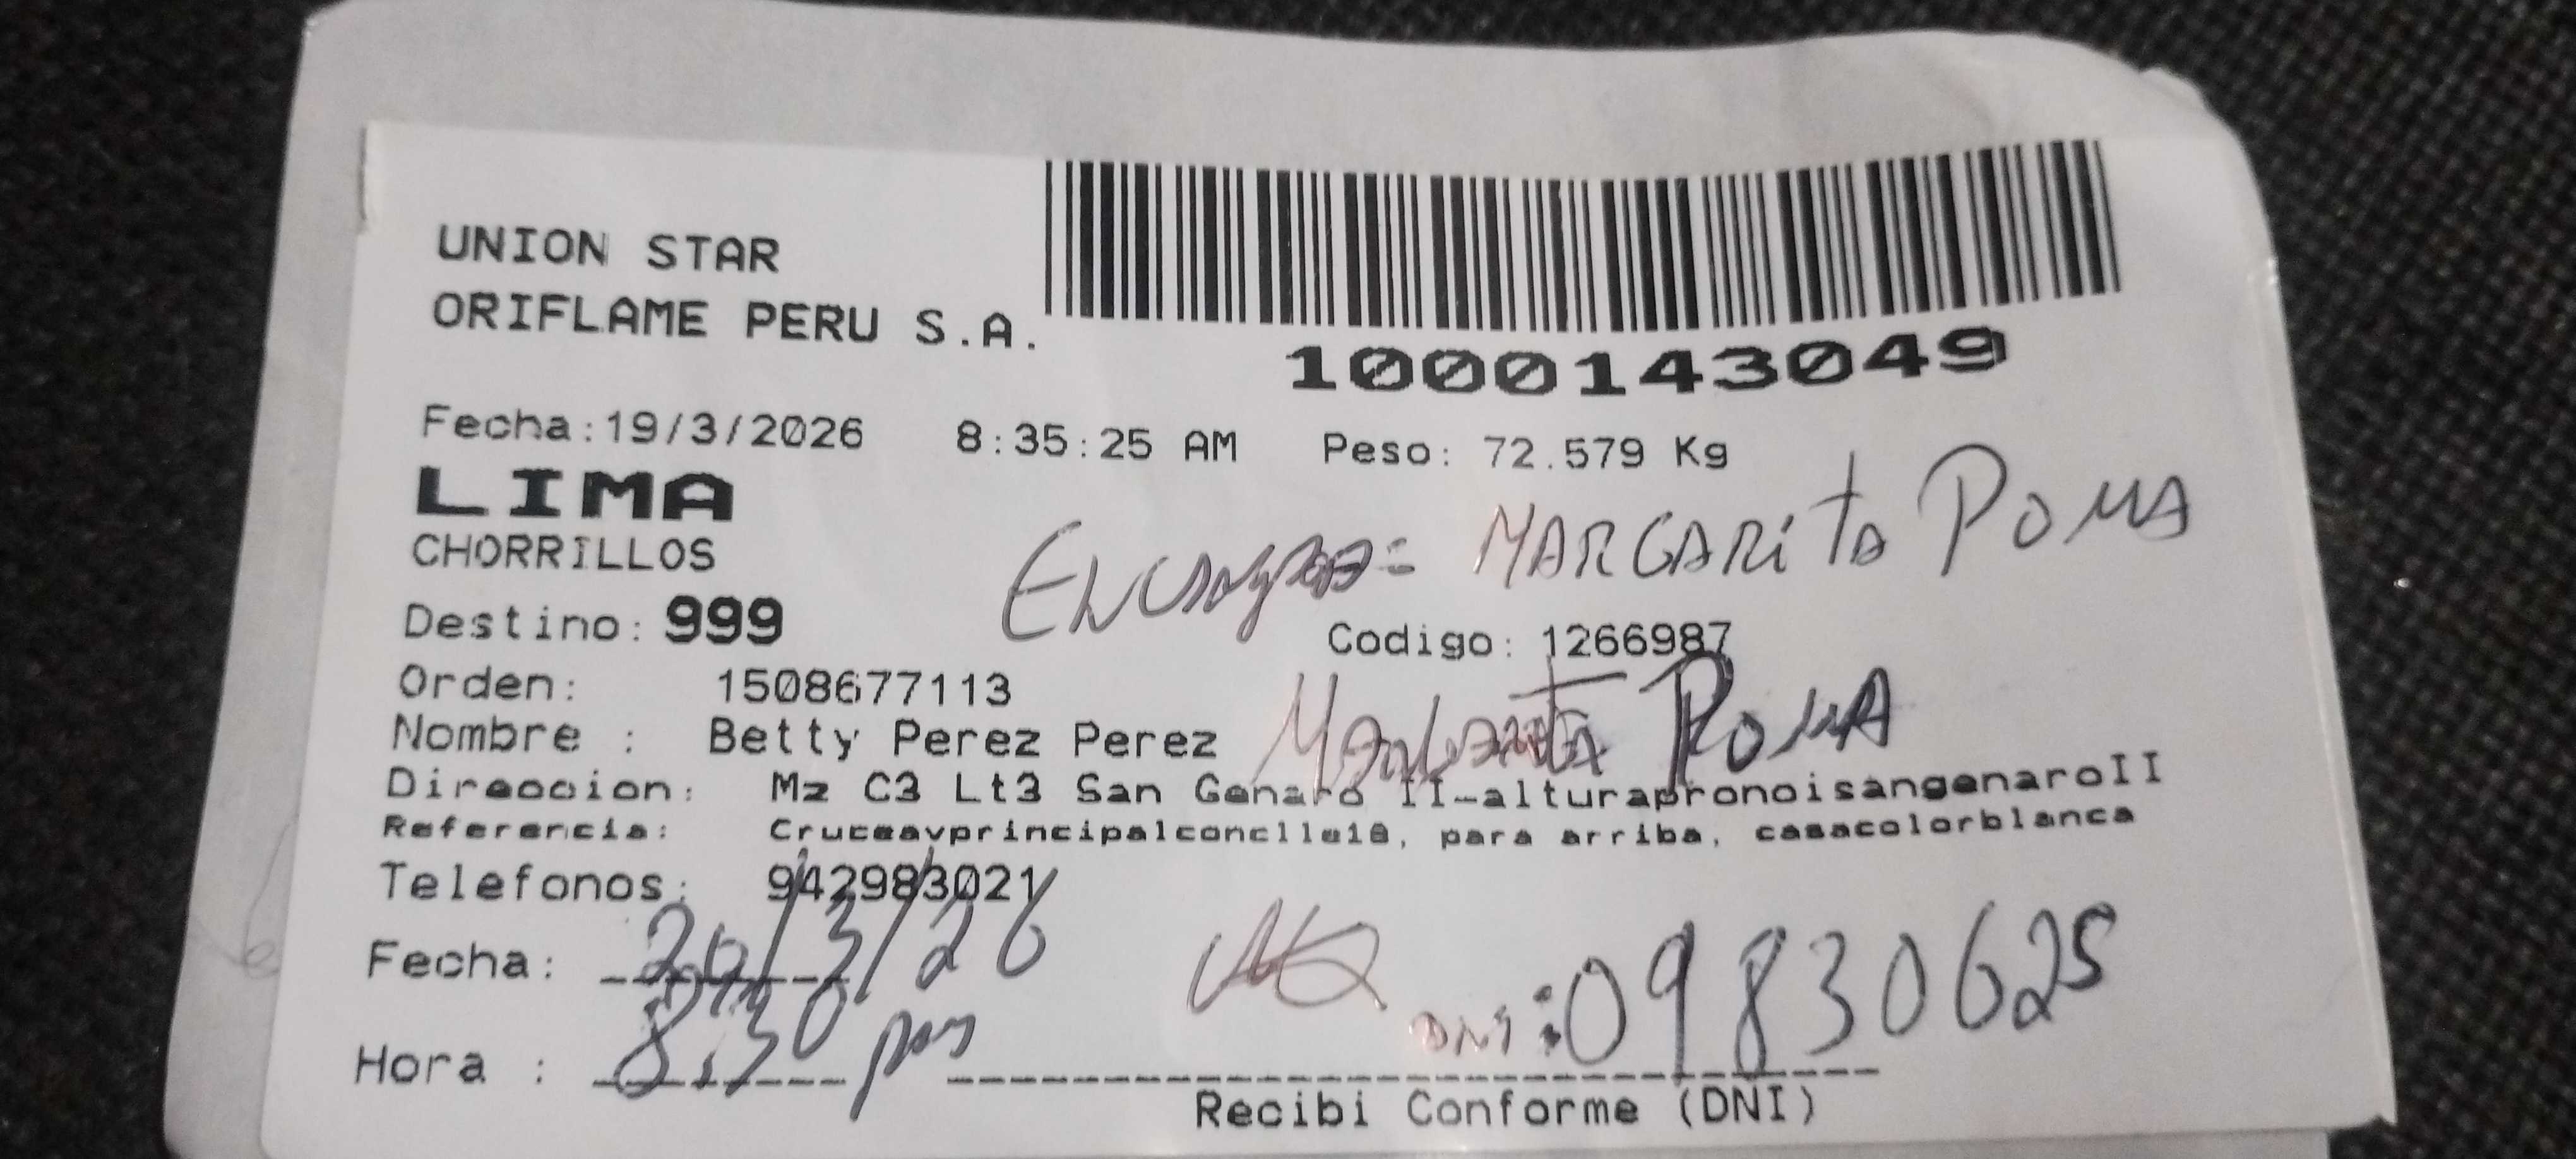 UNION STAR
ORIFLAME PERU S.A.
1000143049
Fecha:19/3/2026 8:35:25 AM Peso: 72.579 Kg
LIMA
CHORRILLOS
MARGARitA POMA
Destino: 999
Codigo: 1266987
Orden: 1508677113
Nombre : Betty Perez Perez
POMA
Direccion: Mz C3 Lt3 San Genaro II-alturapronoisangenaroII
Referencia: Cruceavprincipalconclle18, para arriba, casacolorblanca
Telefonos: 942983021
Fecha: 20/3/26
DNI: 09830625
Hora : 8:30 pm
Recibi Conforme (DNI)